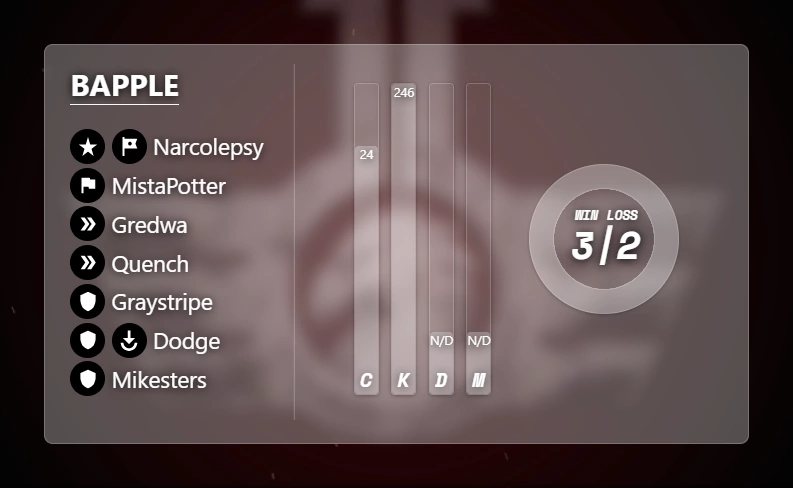 BAPPLE
Narcolepsy
MistaPotter
Gredwa
Quench
Graystripe
Dodge
Mikesters
24
246
N/D
N/D
C
K
D
M
WIN LOSS
3/2